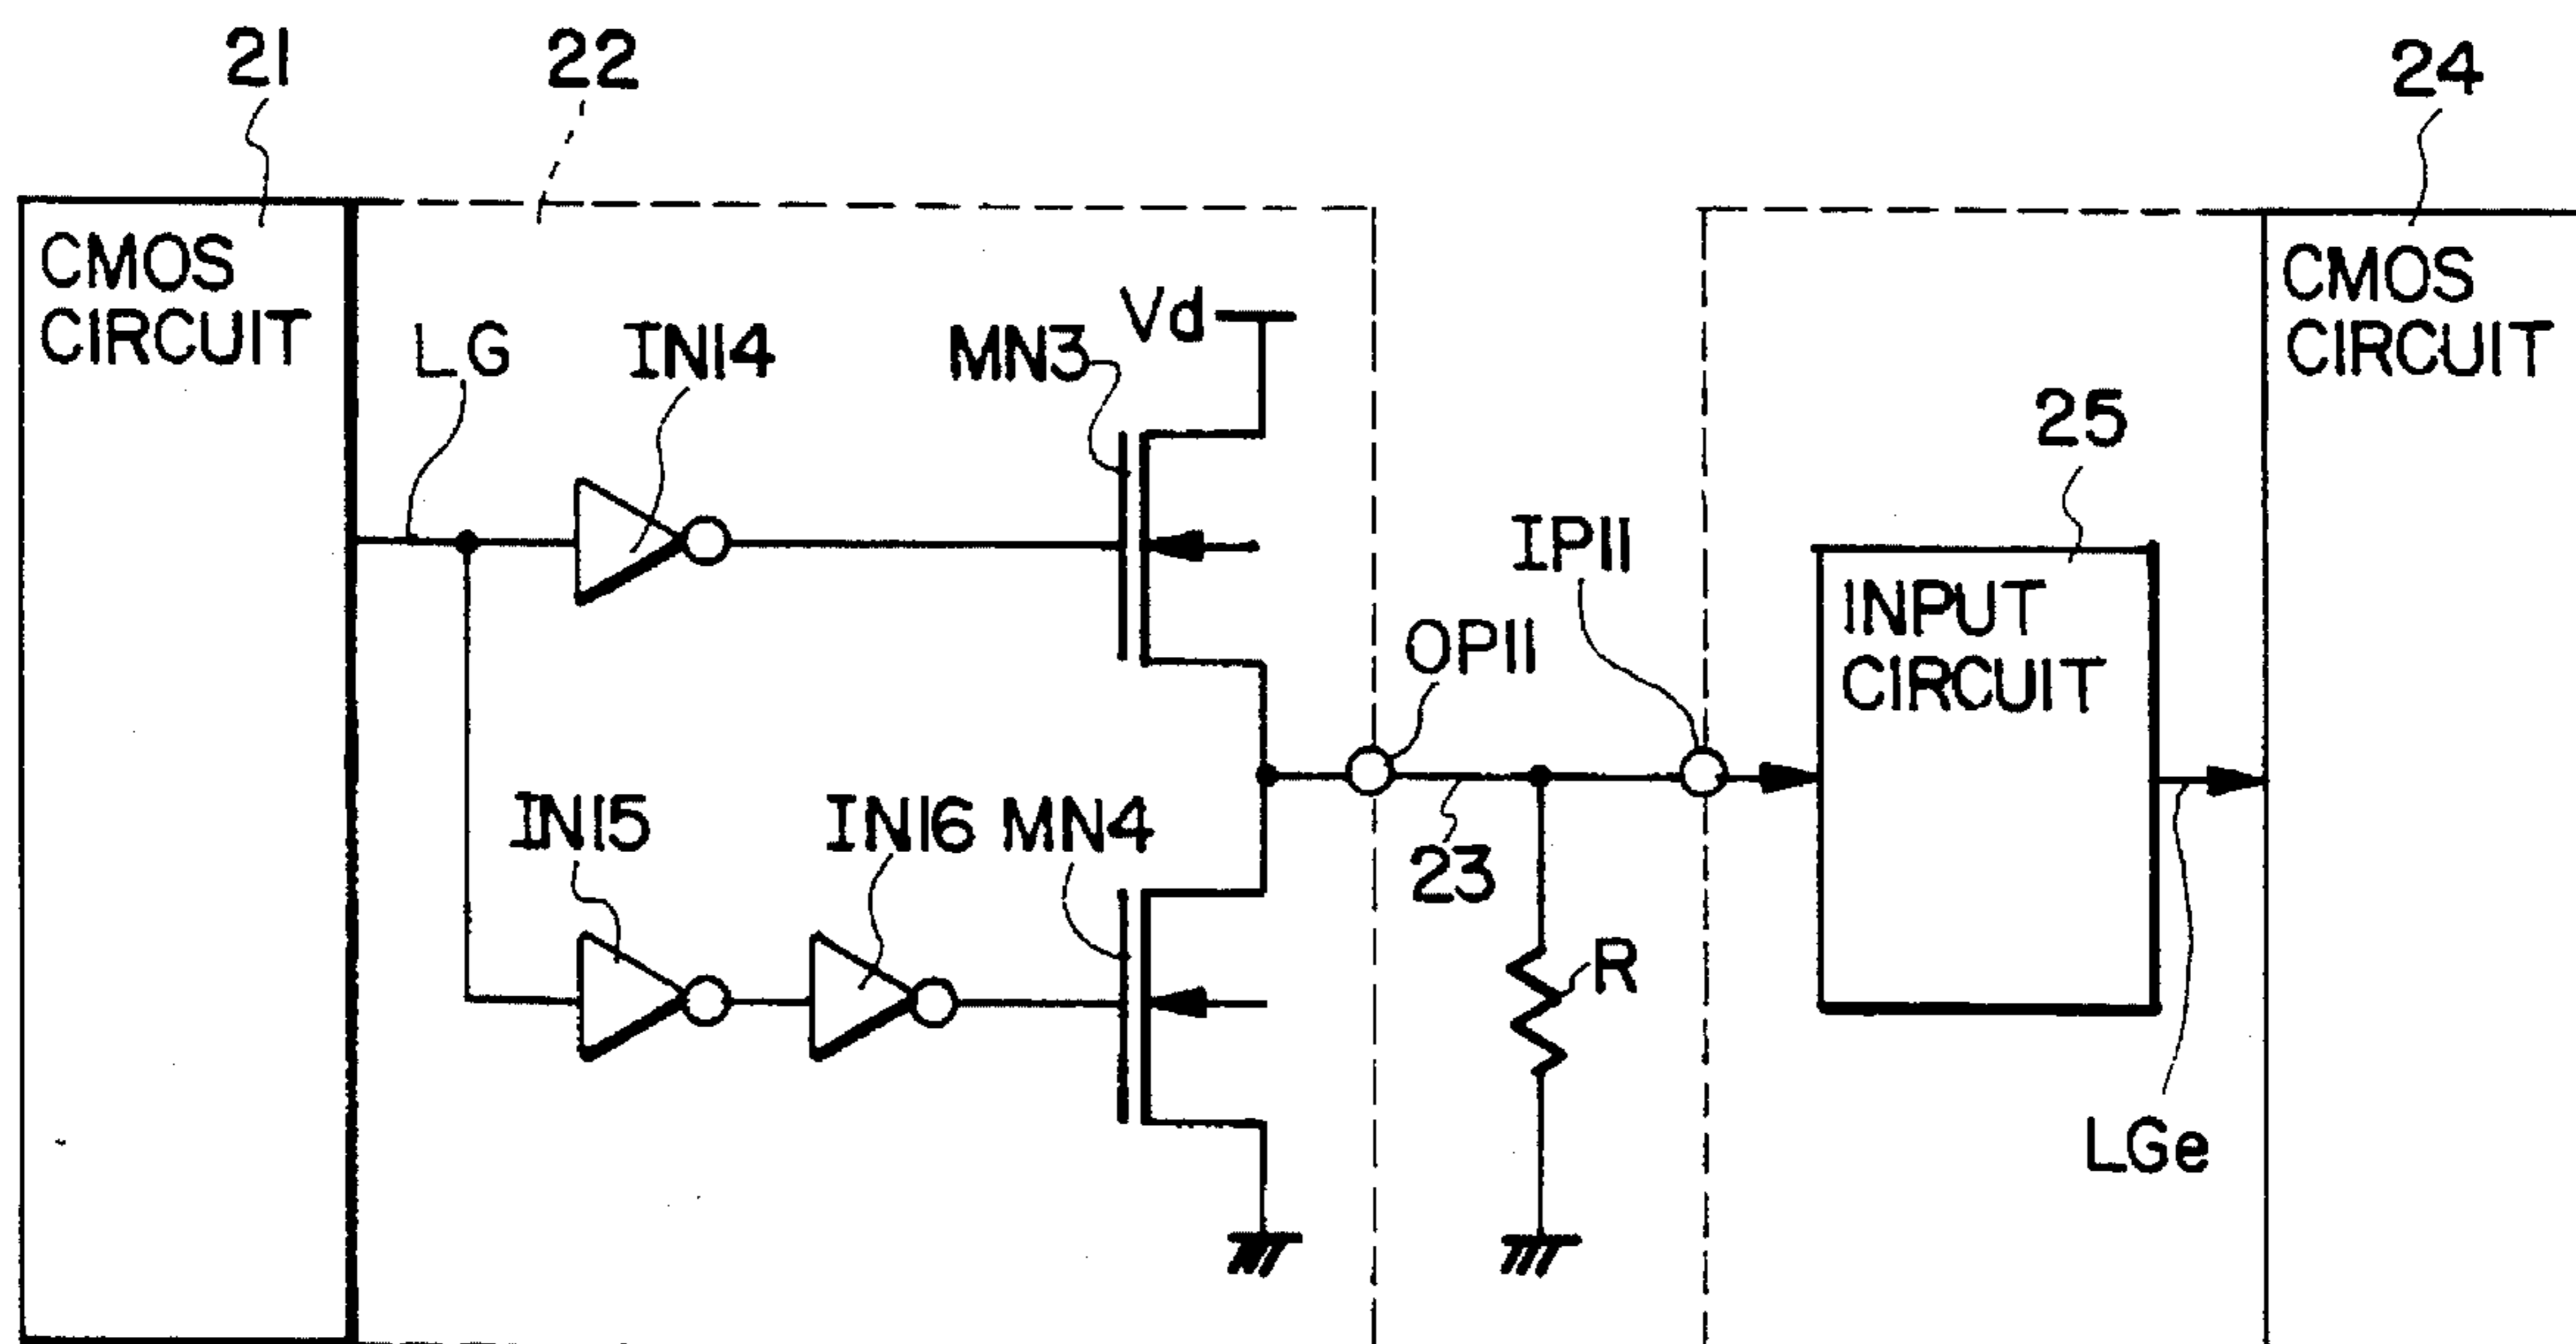 21
22
24
CMOS
CIRCUIT
LG
IN14
MN3
Vd
CMOS
CIRCUIT
25
IP11
OP11
INPUT
CIRCUIT
IN15
IN16
MN4
23
R
LGe